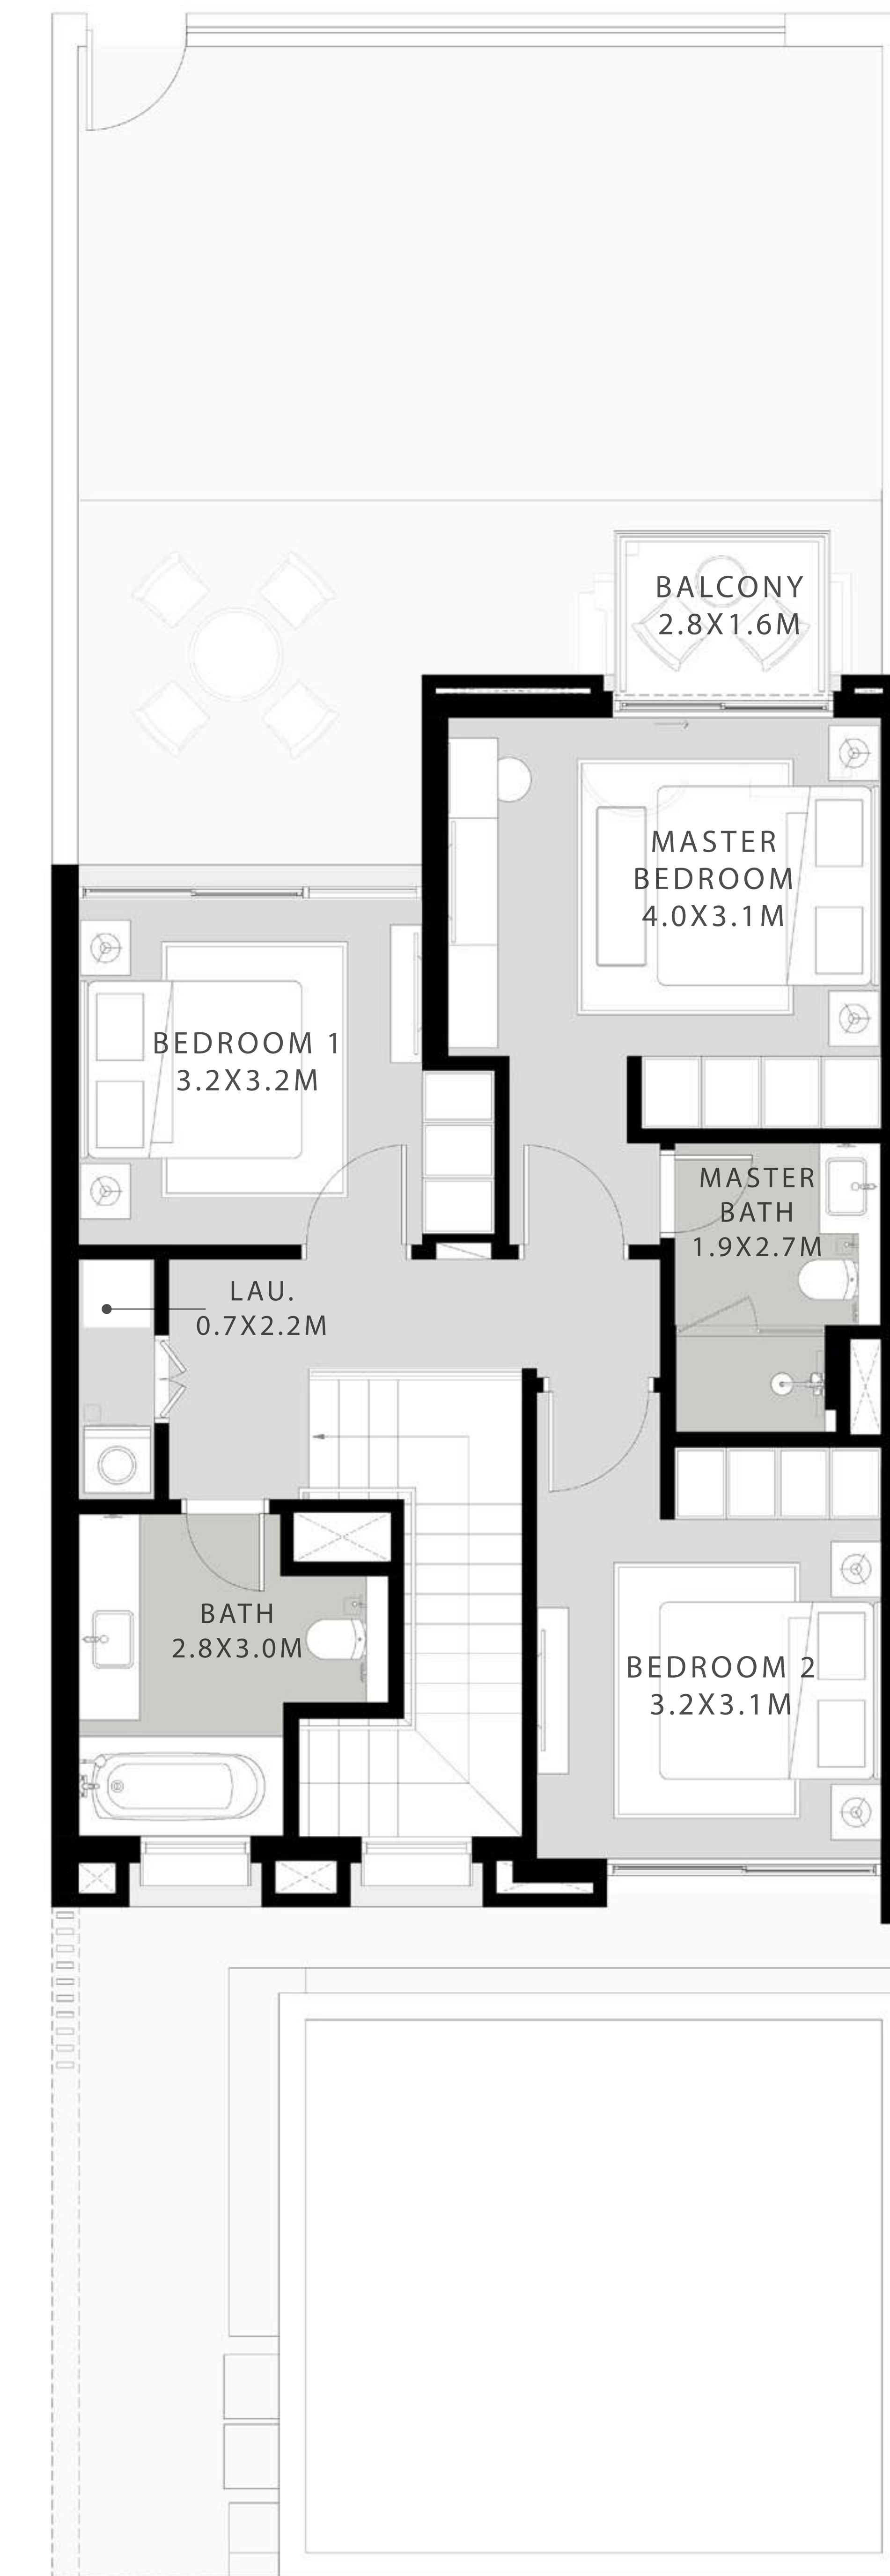 BALCONY
2.8X1.6M
MASTER
BEDROOM
4.0X3.1M
BEDROOM 1
3.2X3.2M
MASTER
BATH
1.9X2.7M
LAU.
0.7X2.2M
BATH
2.8X3.0M
BEDROOM 2
3.2X3.1M